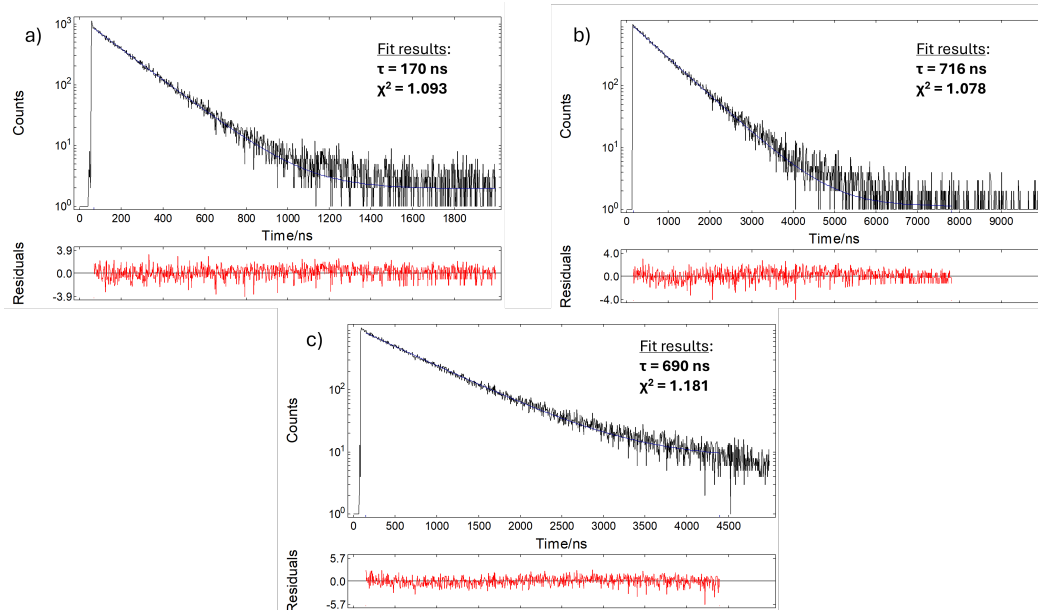 a)
Fit results:
τ = 170 ns
χ² = 1.093
Counts
10³
10²
10¹
10⁰
0 200 400 600 800 1000 1200 1400 1600 1800
Time/ns
Residuals
3.9
0.0
-3.9
b)
Fit results:
τ = 716 ns
χ² = 1.078
Counts
10²
10¹
10⁰
0 1000 2000 3000 4000 5000 6000 7000 8000 9000
Time/ns
Residuals
4.0
0.0
-4.0
c)
Fit results:
τ = 690 ns
χ² = 1.181
Counts
10²
10¹
10⁰
0 500 1000 1500 2000 2500 3000 3500 4000 4500
Time/ns
Residuals
5.7
0.0
-5.7